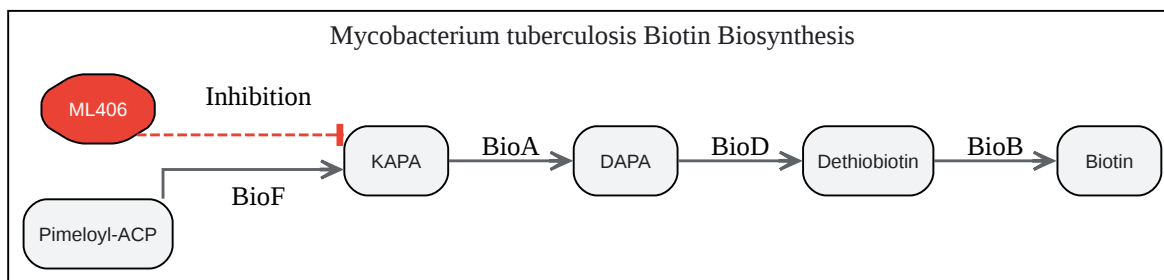 Mycobacterium tuberculosis Biotin Biosynthesis
ML406
Inhibition
KAPA
BioA
DAPA
BioD
Dethiobiotin
BioB
Biotin
BioF
Pimeloyl-ACP